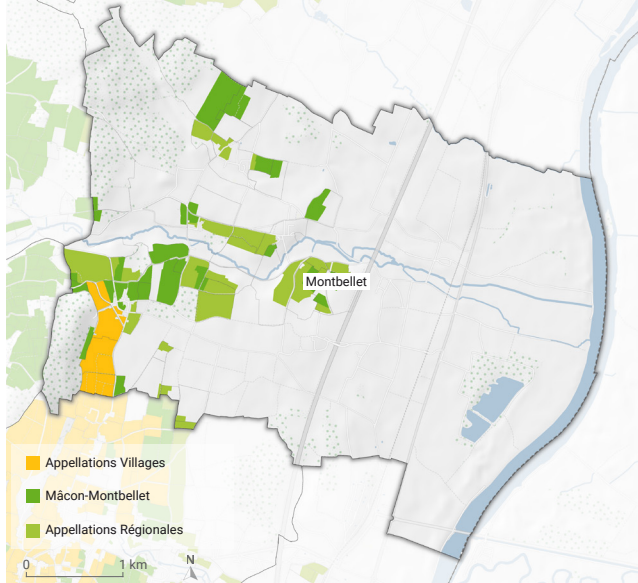 Montbellet
Appellations Villages
Mâcon-Montbellet
Appellations Régionales
0 1 km
N